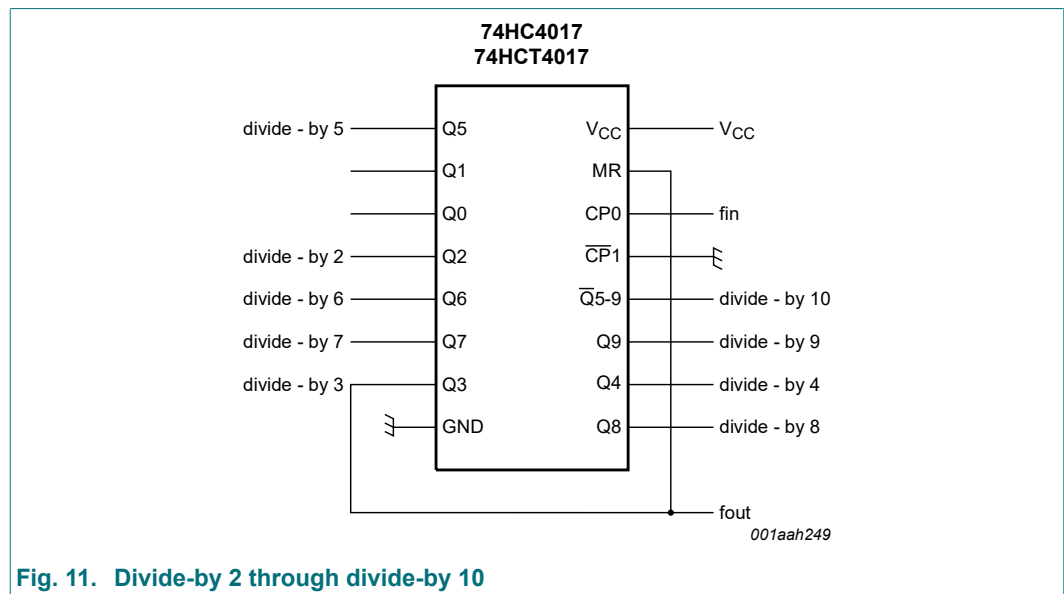 74HC4017
74HCT4017
divide - by 5
Q5
VCC
VCC
Q1
MR
Q0
CP0
fin
divide - by 2
Q2
C̅P̅1
divide - by 6
Q6
Q̅5-9
divide - by 10
divide - by 7
Q7
Q9
divide - by 9
divide - by 3
Q3
Q4
divide - by 4
GND
Q8
divide - by 8
fout
001aah249
Fig. 11. Divide-by 2 through divide-by 10